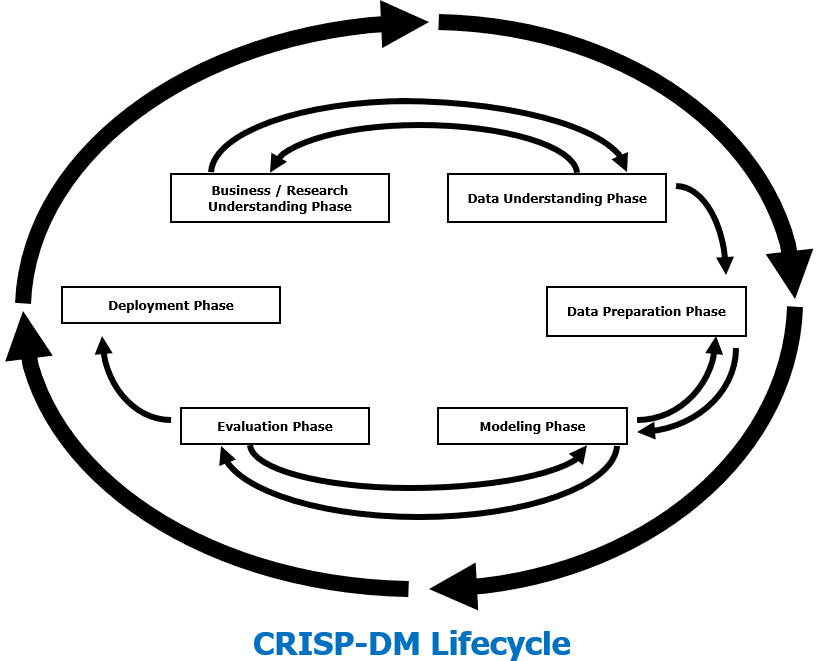 Business / Research
Understanding Phase
Data Understanding Phase
Deployment Phase
Data Preparation Phase
Evaluation Phase
Modeling Phase
CRISP-DM Lifecycle